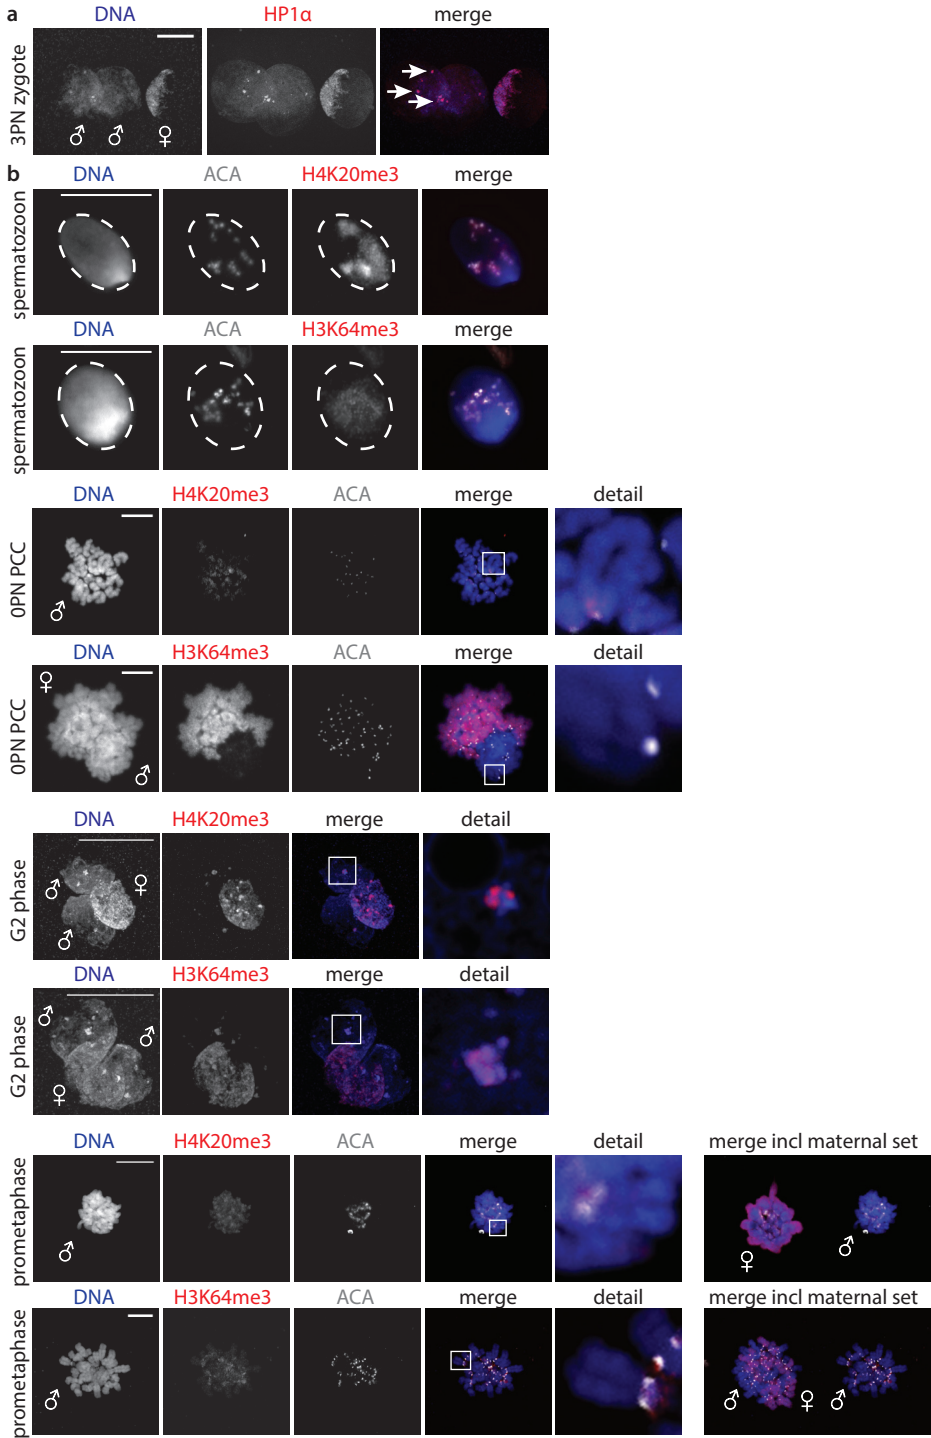 a DNA HP1α merge
3PN zygote
♂ ♂ ♀
b DNA ACA H4K20me3 merge
spermatozoon
DNA ACA H3K64me3 merge
spermatozoon
DNA H4K20me3 ACA merge detail
0PN PCC
♂
DNA H3K64me3 ACA merge detail
0PN PCC
♀
♂
DNA H4K20me3 merge detail
G2 phase
♂ ♀
♂
DNA H3K64me3 merge detail
G2 phase
♂ ♂
♀
DNA H4K20me3 ACA merge detail merge incl maternal set
prometaphase
♂ ♀ ♂
DNA H3K64me3 ACA merge detail merge incl maternal set
prometaphase
♂ ♂ ♀ ♂